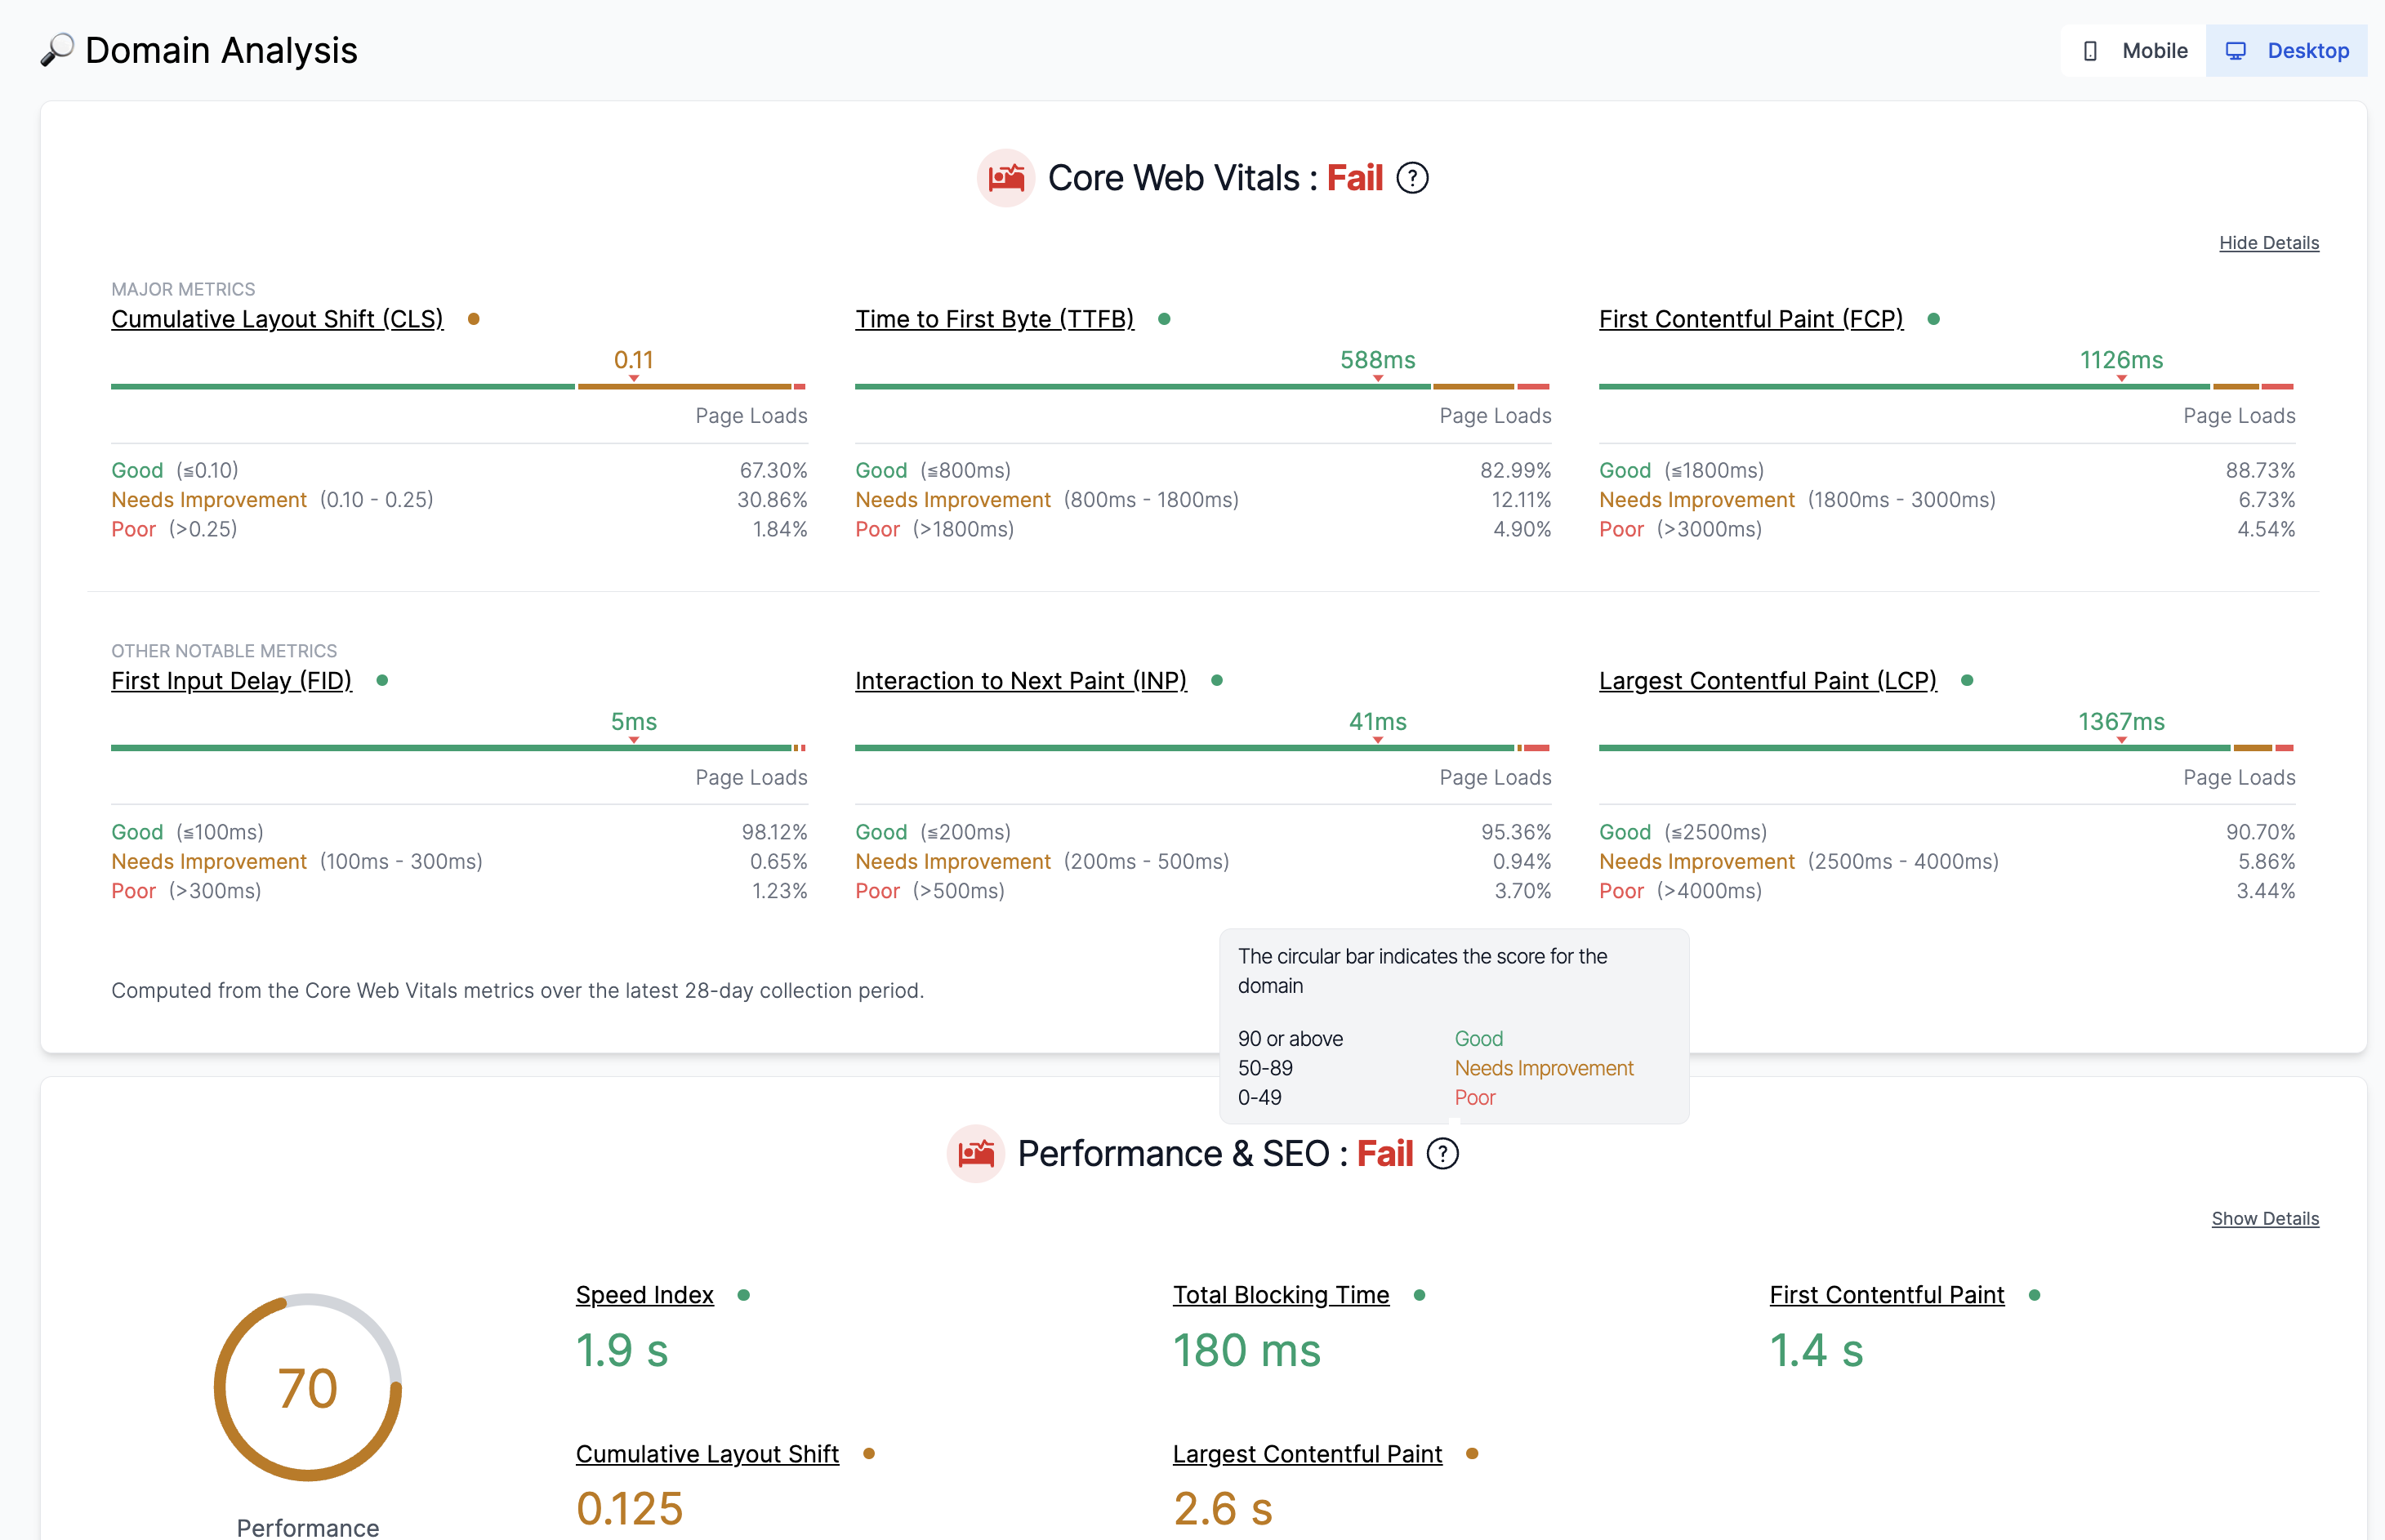 Domain Analysis
Mobile
Desktop
Core Web Vitals : Fail ?
Hide Details
MAJOR METRICS
Cumulative Layout Shift (CLS)
0.11
Page Loads
Good (≤0.10) 67.30%
Needs Improvement (0.10 - 0.25) 30.86%
Poor (>0.25) 1.84%
Time to First Byte (TTFB)
588ms
Page Loads
Good (≤800ms) 82.99%
Needs Improvement (800ms - 1800ms) 12.11%
Poor (>1800ms) 4.90%
First Contentful Paint (FCP)
1126ms
Page Loads
Good (≤1800ms) 88.73%
Needs Improvement (1800ms - 3000ms) 6.73%
Poor (>3000ms) 4.54%
OTHER NOTABLE METRICS
First Input Delay (FID)
5ms
Page Loads
Good (≤100ms) 98.12%
Needs Improvement (100ms - 300ms) 0.65%
Poor (>300ms) 1.23%
Interaction to Next Paint (INP)
41ms
Page Loads
Good (≤200ms) 95.36%
Needs Improvement (200ms - 500ms) 0.94%
Poor (>500ms) 3.70%
Largest Contentful Paint (LCP)
1367ms
Page Loads
Good (≤2500ms) 90.70%
Needs Improvement (2500ms - 4000ms) 5.86%
Poor (>4000ms) 3.44%
Computed from the Core Web Vitals metrics over the latest 28-day collection period.
The circular bar indicates the score for the
domain
90 or above Good
50-89 Needs Improvement
0-49 Poor
Performance & SEO : Fail ?
Show Details
70
Performance
Speed Index
1.9 s
Total Blocking Time
180 ms
First Contentful Paint
1.4 s
Cumulative Layout Shift
0.125
Largest Contentful Paint
2.6 s